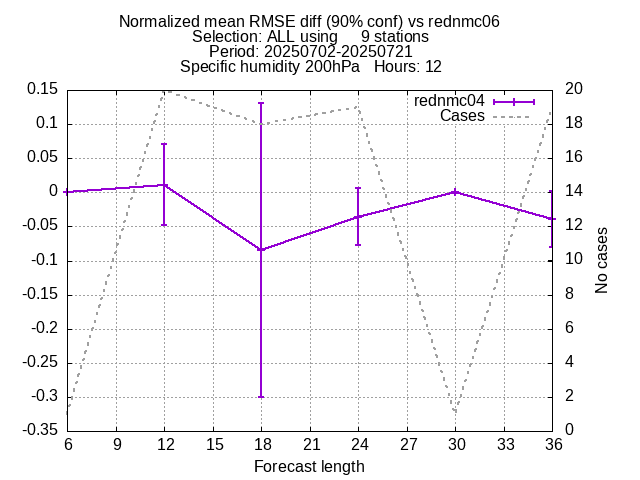 Normalized mean RMSE diff (90% conf) vs rednmc06
Selection: ALL using     9 stations
Period: 20250702-20250721
Specific humidity 200hPa   Hours: 12
rednmc04
Cases
0.15
0.1
0.05
0
-0.05
-0.1
-0.15
-0.2
-0.25
-0.3
-0.35
20
18
16
14
12
10
8
6
4
2
0
No cases
6 9 12 15 18 21 24 27 30 33 36
Forecast length